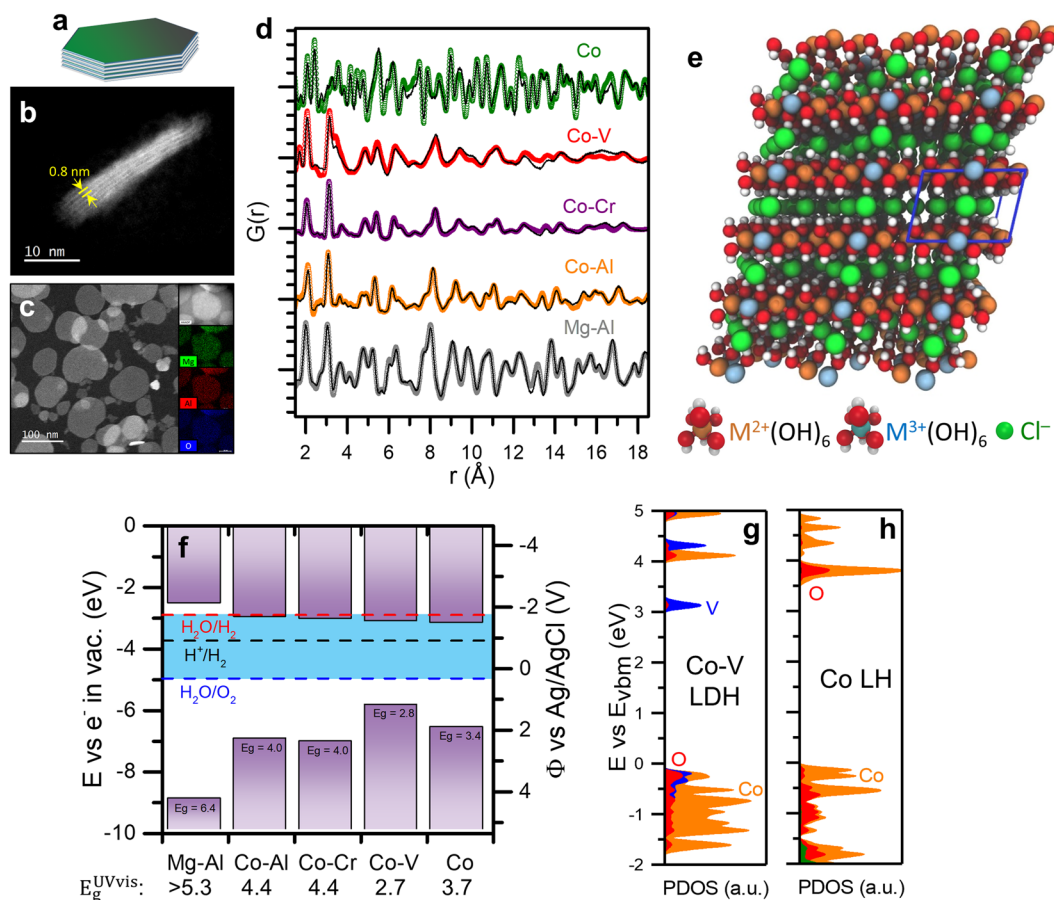 a
b
0.8 nm
10 nm
c
100 nm
Mg
Al
O
d
G(r)
Co
Co-V
Co-Cr
Co-Al
Mg-Al
2 4 6 8 10 12 14 16 18
r (Å)
e
M²⁺(OH)₆ M³⁺(OH)₆ Cl⁻
f
E vs e⁻ in vac. (eV)
0
-2
-4
-6
-8
-10
H₂O/H₂
H⁺/H₂
H₂O/O₂
Eg = 6.4
Eg = 4.0
Eg = 4.0
Eg = 2.8
Eg = 3.4
-4
-2
0
2
4
Φ vs Ag/AgCl (V)
Mg-Al Co-Al Co-Cr Co-V Co
E_g^UVvis: >5.3 4.4 4.4 2.7 3.7
g
E vs E_vbm (eV)
5
4
3
2
1
0
-1
-2
V
Co-V
LDH
O
Co
PDOS (a.u.)
h
O
Co LH
Co
PDOS (a.u.)